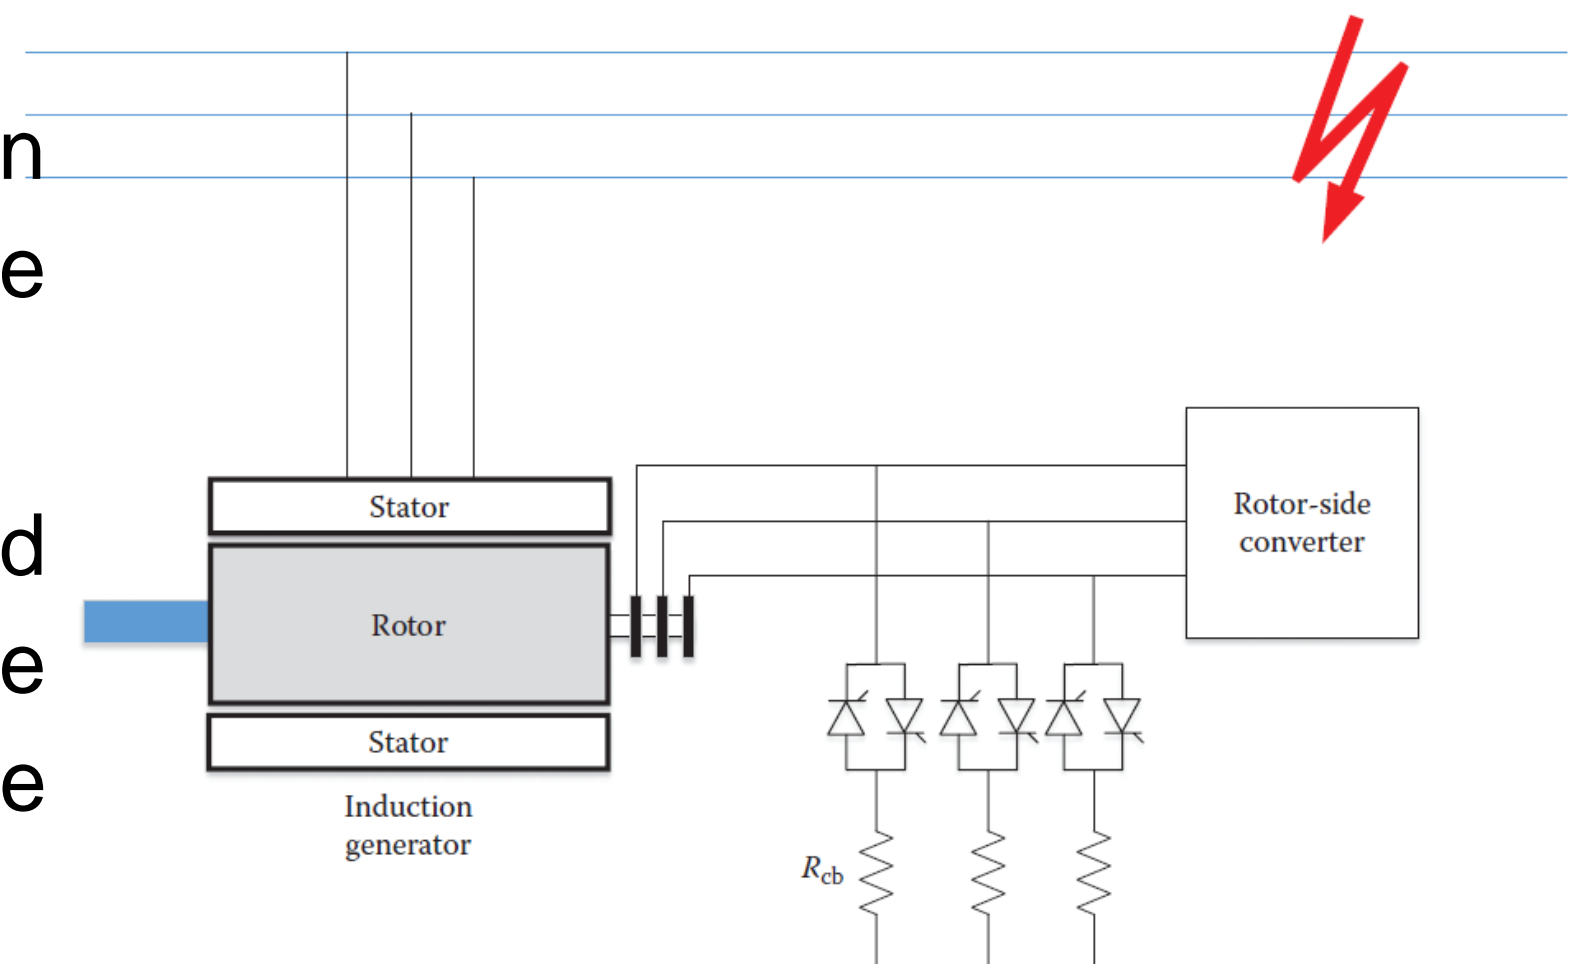 n
e
d
e
e
Stator
Rotor
Stator
Induction
generator
Rotor-side
converter
Rcb